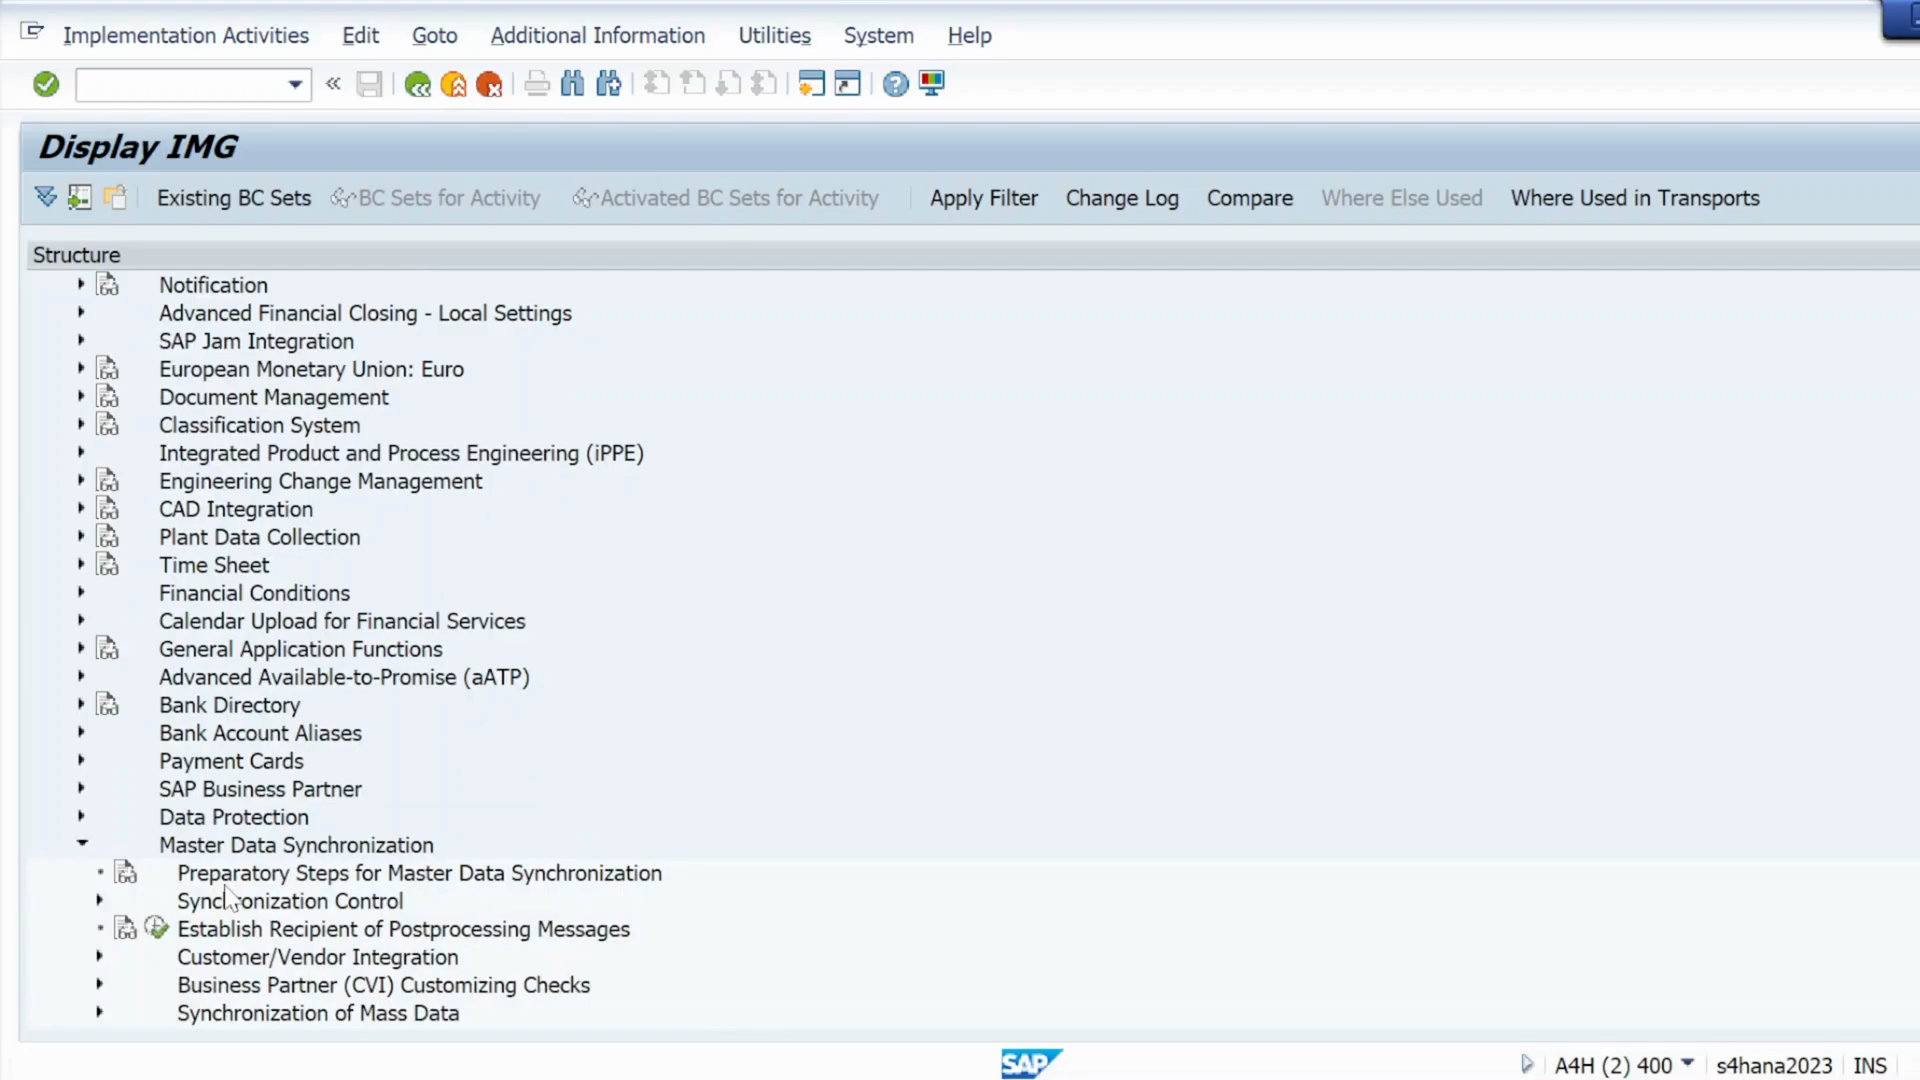 Implementation Activities Edit Goto Additional Information Utilities System Help
Display IMG
Existing BC Sets BC Sets for Activity Activated BC Sets for Activity Apply Filter Change Log Compare Where Else Used Where Used in Transports
Structure
Notification
Advanced Financial Closing - Local Settings
SAP Jam Integration
European Monetary Union: Euro
Document Management
Classification System
Integrated Product and Process Engineering (iPPE)
Engineering Change Management
CAD Integration
Plant Data Collection
Time Sheet
Financial Conditions
Calendar Upload for Financial Services
General Application Functions
Advanced Available-to-Promise (aATP)
Bank Directory
Bank Account Aliases
Payment Cards
SAP Business Partner
Data Protection
Master Data Synchronization
Preparatory Steps for Master Data Synchronization
Synchronization Control
Establish Recipient of Postprocessing Messages
Customer/Vendor Integration
Business Partner (CVI) Customizing Checks
Synchronization of Mass Data
SAP A4H (2) 400 s4hana2023 INS